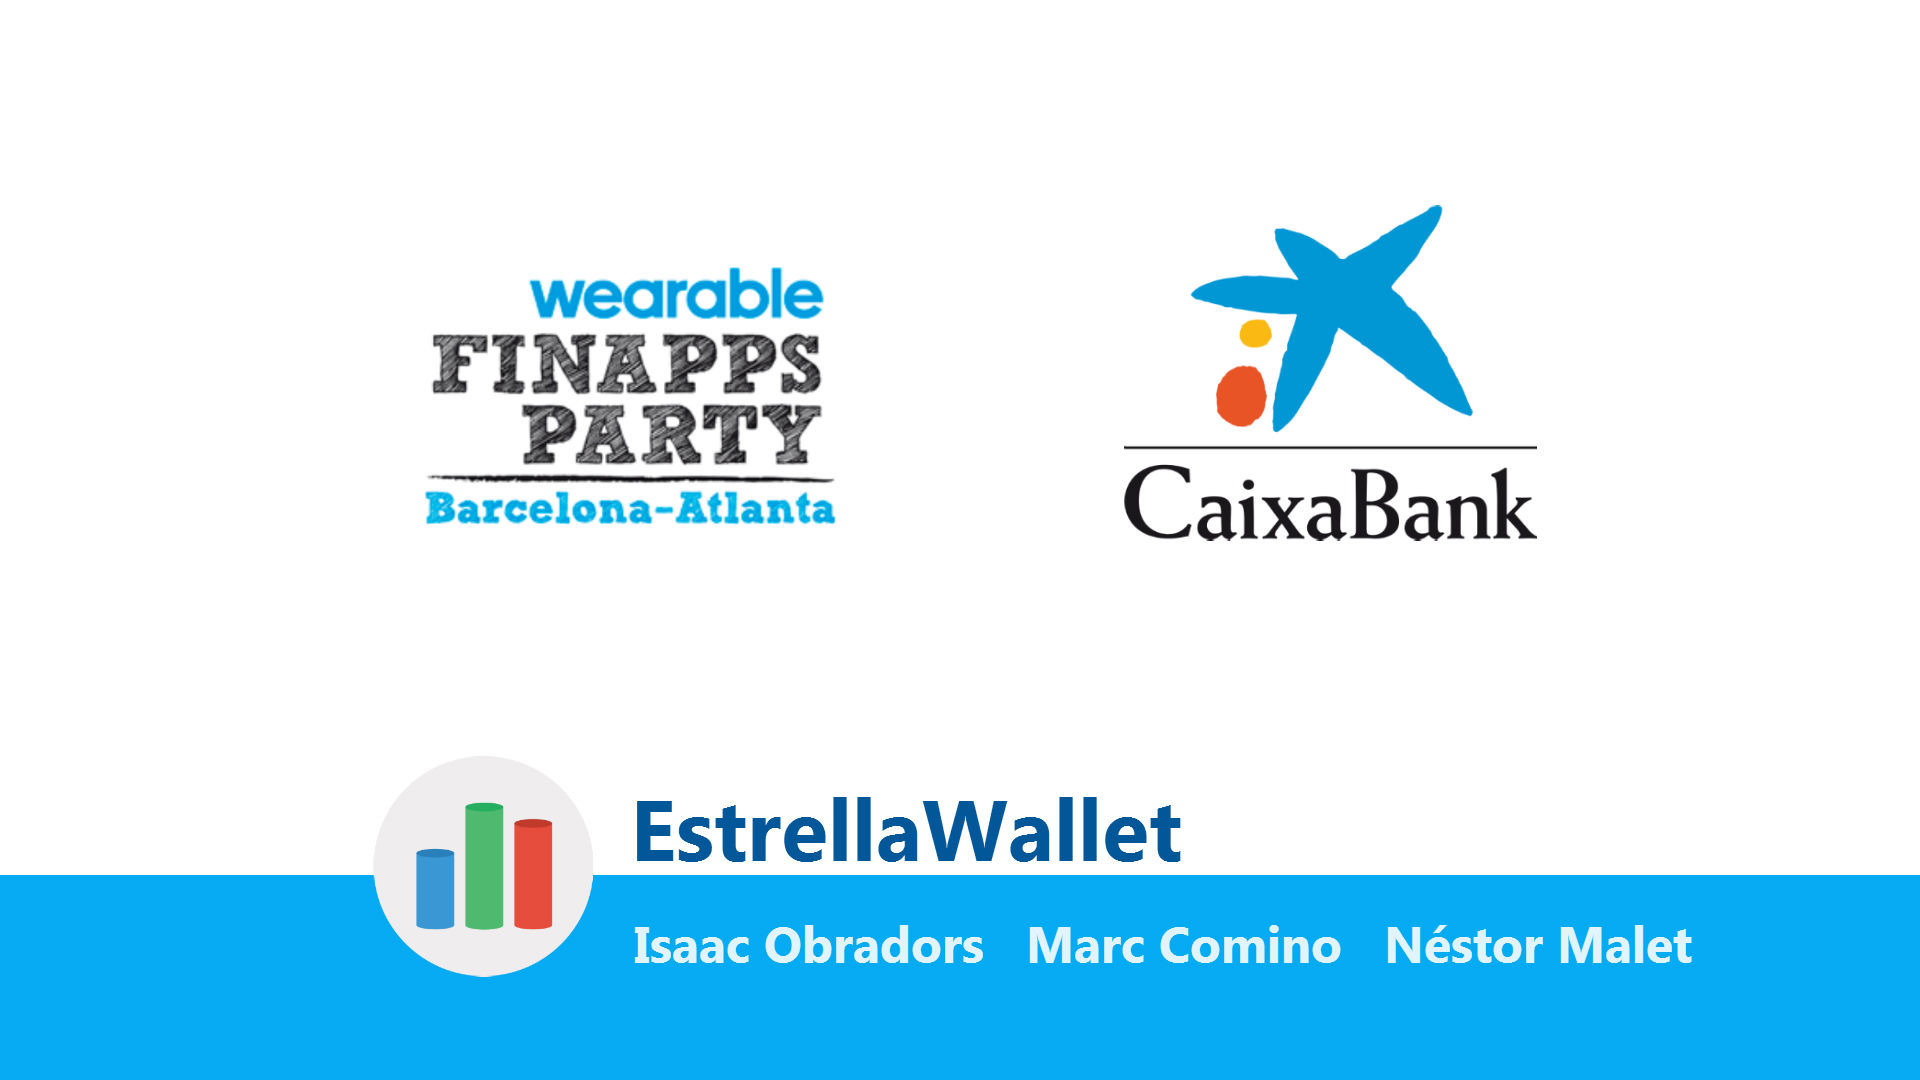 wearable
FINAPPS
PARTY
Barcelona-Atlanta
CaixaBank
EstrellaWallet
Isaac Obradors Marc Comino Néstor Malet